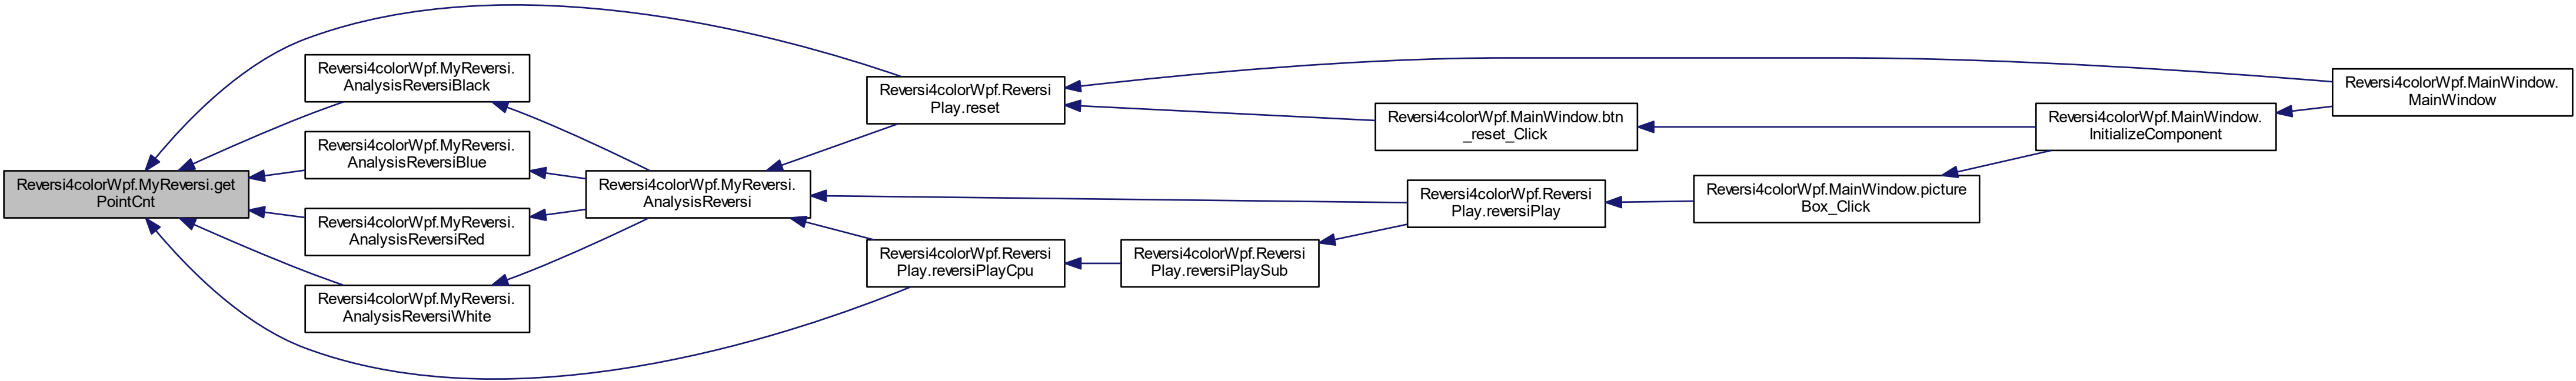 Reversi4colorWpf.MyReversi.get
PointCnt
Reversi4colorWpf.MyReversi.
AnalysisReversiBlack
Reversi4colorWpf.MyReversi.
AnalysisReversiBlue
Reversi4colorWpf.MyReversi.
AnalysisReversiRed
Reversi4colorWpf.MyReversi.
AnalysisReversiWhite
Reversi4colorWpf.MyReversi.
AnalysisReversi
Reversi4colorWpf.Reversi
Play.reset
Reversi4colorWpf.Reversi
Play.reversiPlayCpu
Reversi4colorWpf.Reversi
Play.reversiPlaySub
Reversi4colorWpf.MainWindow.btn
_reset_Click
Reversi4colorWpf.Reversi
Play.reversiPlay
Reversi4colorWpf.MainWindow.picture
Box_Click
Reversi4colorWpf.MainWindow.
InitializeComponent
Reversi4colorWpf.MainWindow.
MainWindow